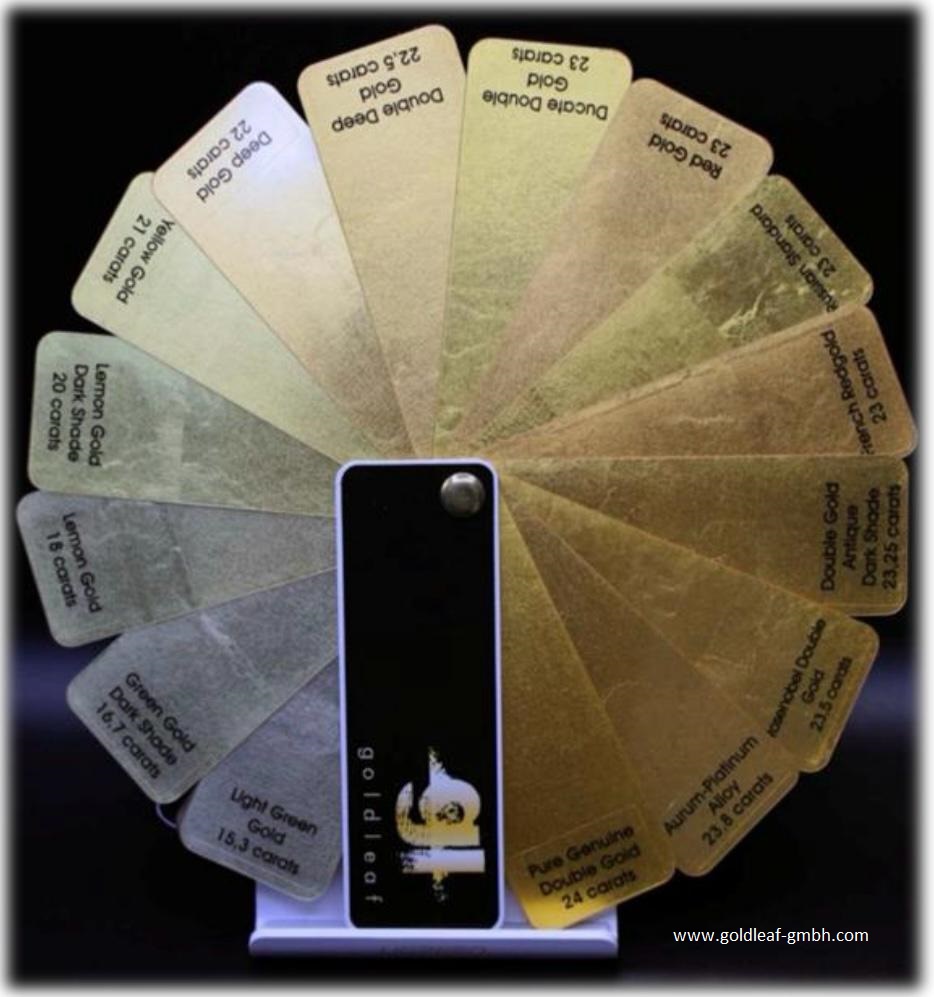 Light Green
Gold
15,3 carats
Green Gold
Dark Shade
16,7 carats
Lemon Gold
18 carats
Lemon Gold
Dark Shade
20 carats
Yellow Gold
21 carats
Deep Gold
22 carats
Double Deep
Gold
22,5 carats
Ducate Double
Gold
23 carats
Red Gold
23 carats
Russian Standard
23 carats
French Redgold
23 carats
Double Gold
Antique
Dark Shade
23,25 carats
Double
Gold
23,5 carats
Aurum-Platinum
Alloy
23,8 carats
Pure Genuine
Double Gold
24 carats
goldleaf
www.goldleaf-gmbh.com